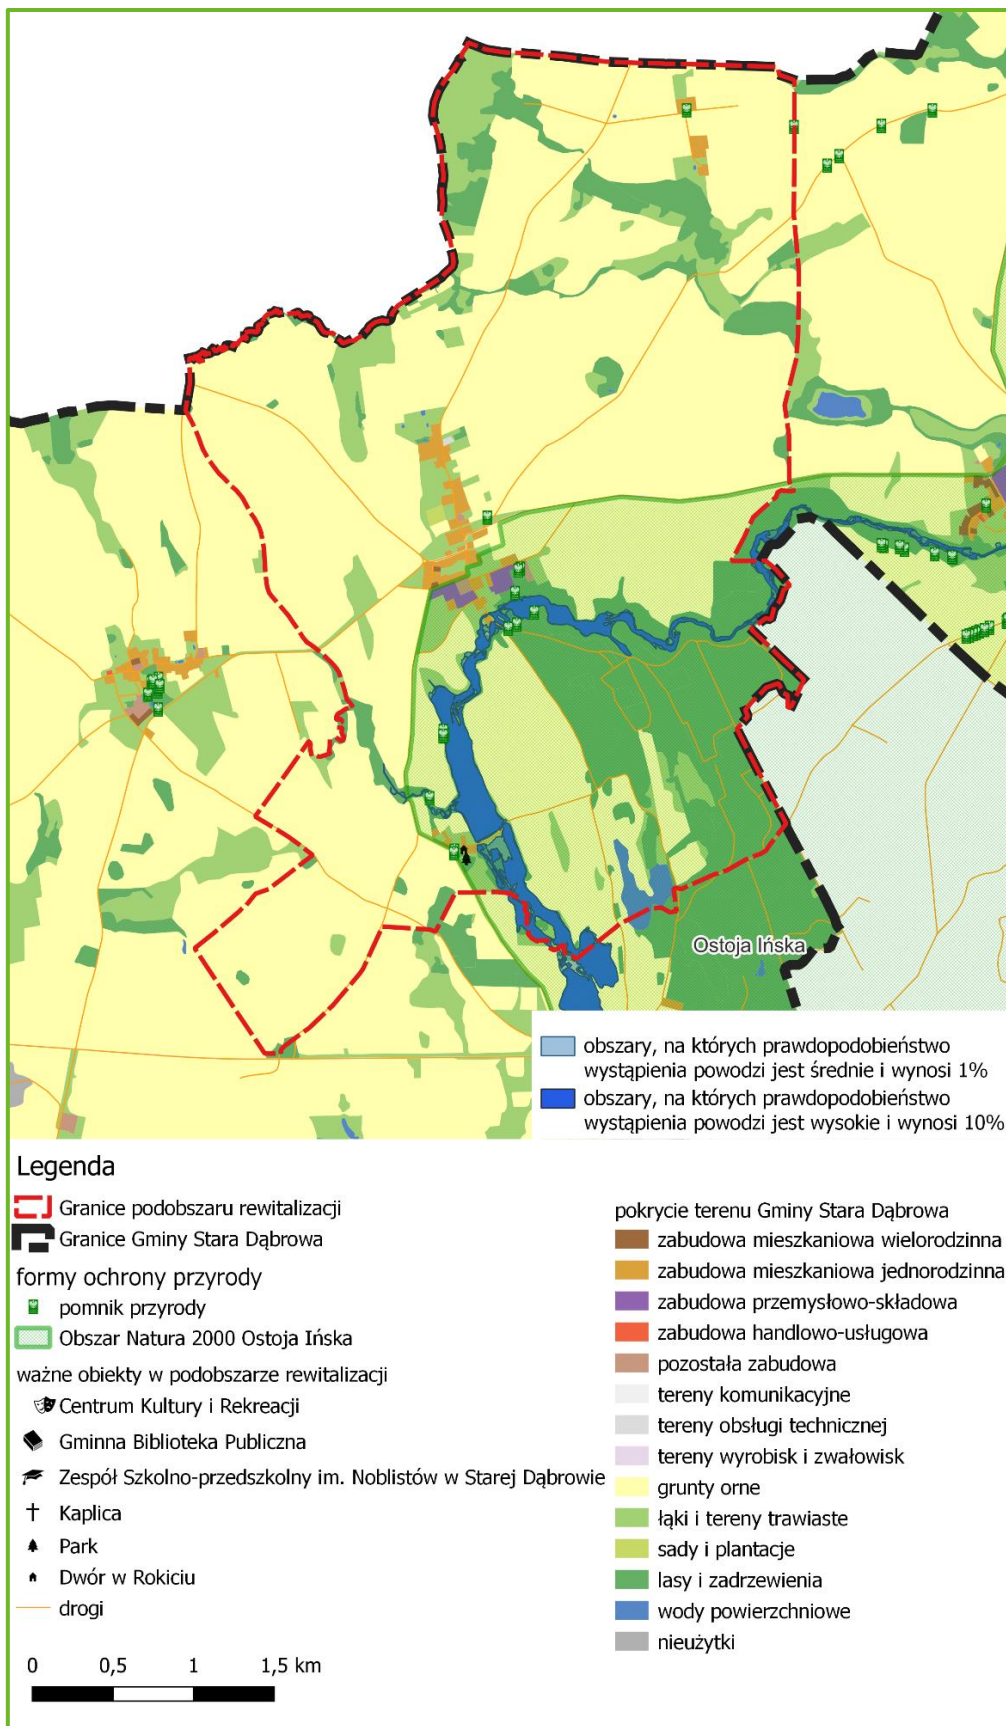 Ostoja Ińska
obszary, na których prawdopodobieństwo
wystąpienia powodzi jest średnie i wynosi 1%
obszary, na których prawdopodobieństwo
wystąpienia powodzi jest wysokie i wynosi 10%
Legenda
Granice podobszaru rewitalizacji
Granice Gminy Stara Dąbrowa
formy ochrony przyrody
pomnik przyrody
Obszar Natura 2000 Ostoja Ińska
ważne obiekty w podobszarze rewitalizacji
Centrum Kultury i Rekreacji
Gminna Biblioteka Publiczna
Zespół Szkolno-przedszkolny im. Noblistów w Starej Dąbrowie
Kaplica
Park
Dwór w Rokiciu
drogi
0 0,5 1 1,5 km
pokrycie terenu Gminy Stara Dąbrowa
zabudowa mieszkaniowa wielorodzinna
zabudowa mieszkaniowa jednorodzinna
zabudowa przemysłowo-składowa
zabudowa handlowo-usługowa
pozostała zabudowa
tereny komunikacyjne
tereny obsługi technicznej
tereny wyrobisk i zwałowisk
grunty orne
łąki i tereny trawiaste
sady i plantacje
lasy i zadrzewienia
wody powierzchniowe
nieużytki